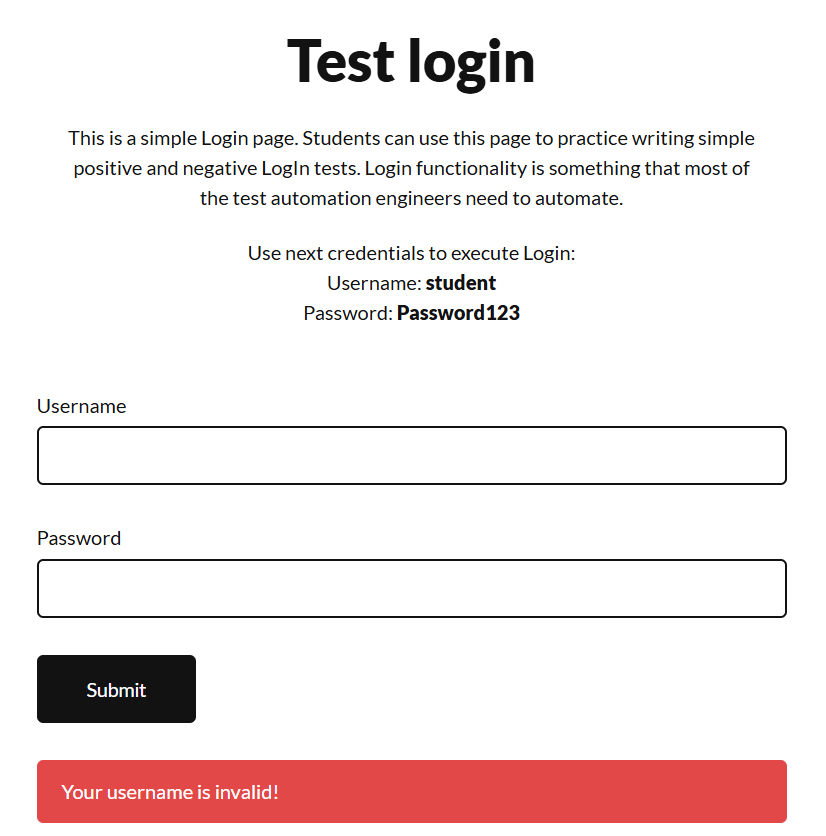 Test login
This is a simple Login page. Students can use this page to practice writing simple
positive and negative LogIn tests. Login functionality is something that most of
the test automation engineers need to automate.
Use next credentials to execute Login:
Username: student
Password: Password123
Username
Password
Submit
Your username is invalid!